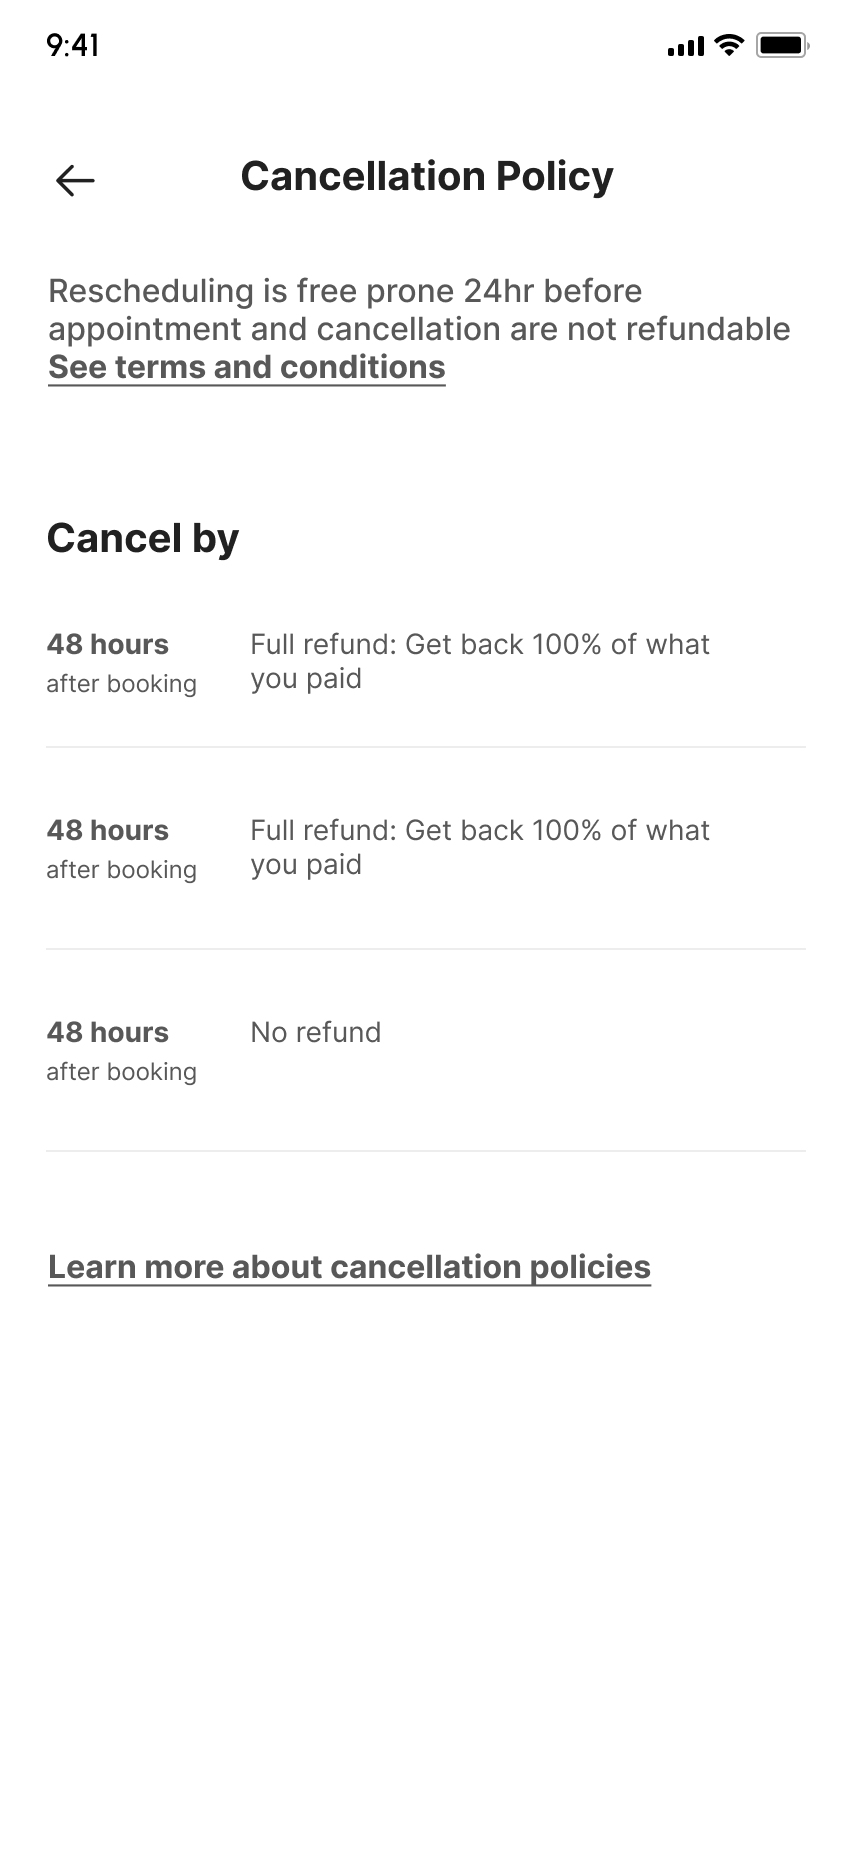 9:41
Cancellation Policy
Rescheduling is free prone 24hr before
appointment and cancellation are not refundable
See terms and conditions
Cancel by
48 hours
after booking
Full refund: Get back 100% of what
you paid
48 hours
after booking
Full refund: Get back 100% of what
you paid
48 hours
after booking
No refund
Learn more about cancellation policies